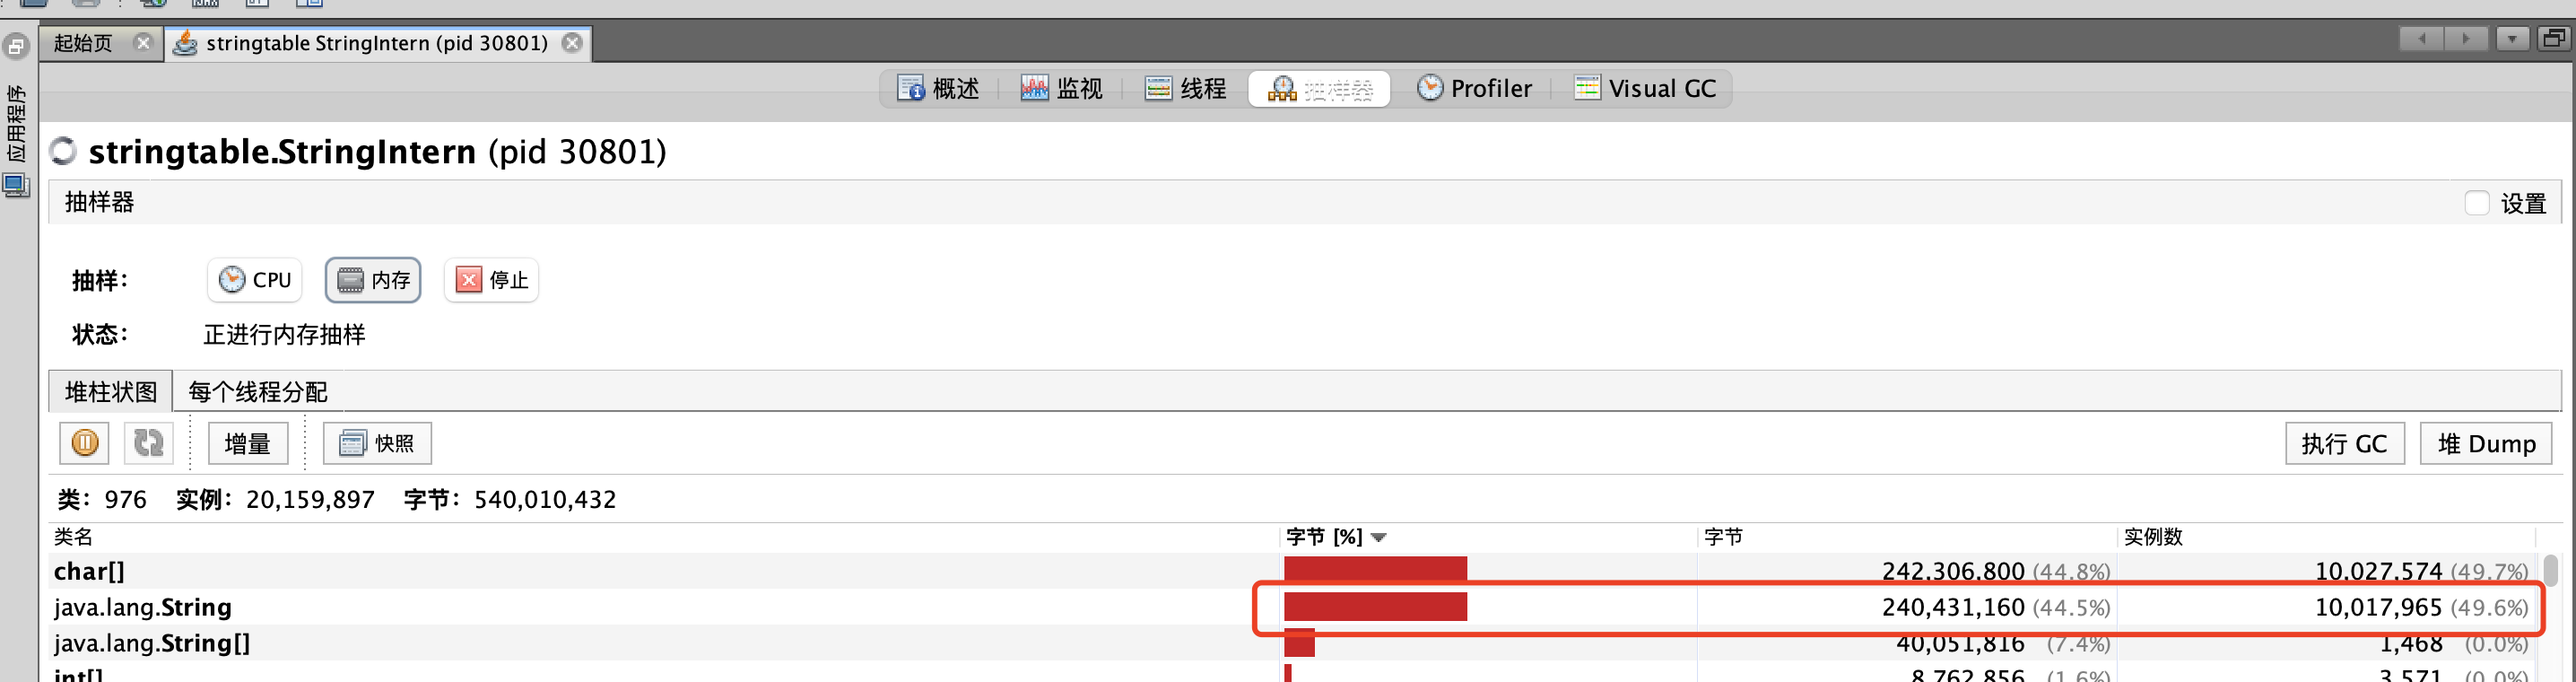 起始页
stringtable StringIntern (pid 30801)
应用程序
概述 监视 线程 抽样器 Profiler Visual GC
stringtable.StringIntern (pid 30801)
抽样器 设置
抽样: CPU 内存 停止
状态: 正进行内存抽样
堆柱状图 每个线程分配
增量 快照 执行 GC 堆 Dump
类: 976 实例: 20,159,897 字节: 540,010,432
类名 字节 [%] 字节 实例数
char[] 242,306,800 (44.8%) 10,027,574 (49.7%)
java.lang.String 240,431,160 (44.5%) 10,017,965 (49.6%)
java.lang.String[] 40,051,816 (7.4%) 1,468 (0.0%)
int[] 8,762,856 (1.6%) 3,571 (0.0%)